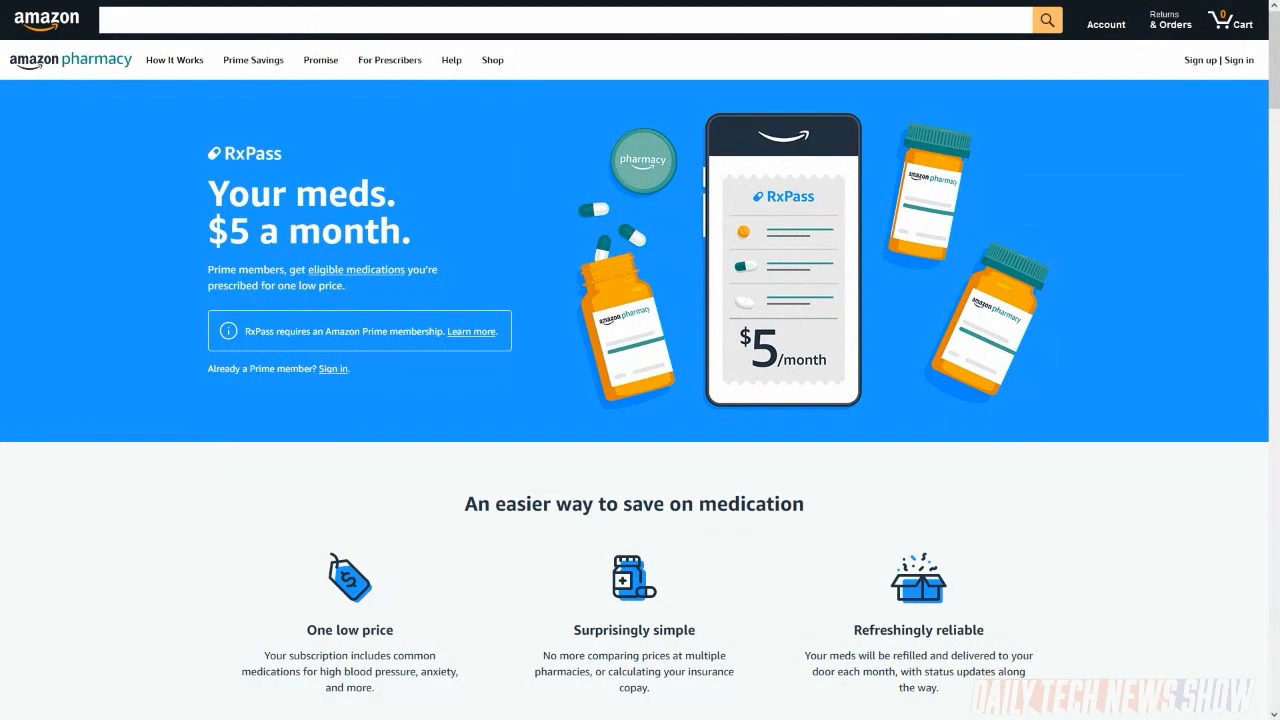 amazon
Account
Returns
& Orders
0
Cart
amazon pharmacy
How It Works
Prime Savings
Promise
For Prescribers
Help
Shop
Sign up | Sign in
RxPass
Your meds.
$5 a month.
Prime members, get eligible medications you're
prescribed for one low price.
RxPass requires an Amazon Prime membership. Learn more.
Already a Prime member? Sign in.
pharmacy
amazon pharmacy
RxPass
$5/month
amazon pharmacy
amazon pharmacy
An easier way to save on medication
One low price
Your subscription includes common
medications for high blood pressure, anxiety,
and more.
Surprisingly simple
No more comparing prices at multiple
pharmacies, or calculating your insurance
copay.
Refreshingly reliable
Your meds will be refilled and delivered to your
door each month, with status updates along
the way.
DAILY TECH NEWS SHOW